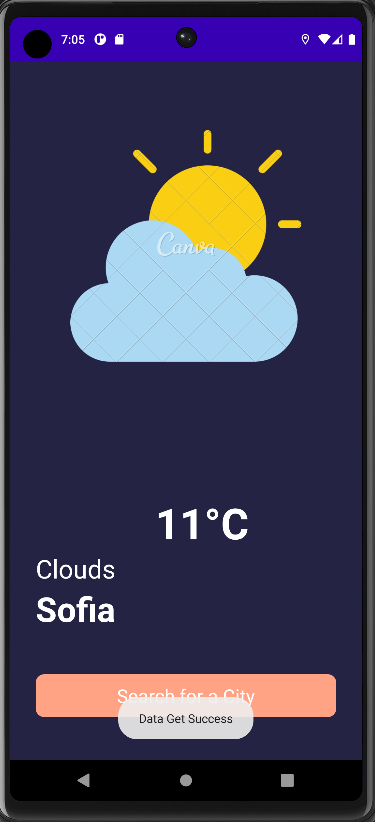 7:05
Canva
11°C
Clouds
Sofia
Search for a City
Data Get Success